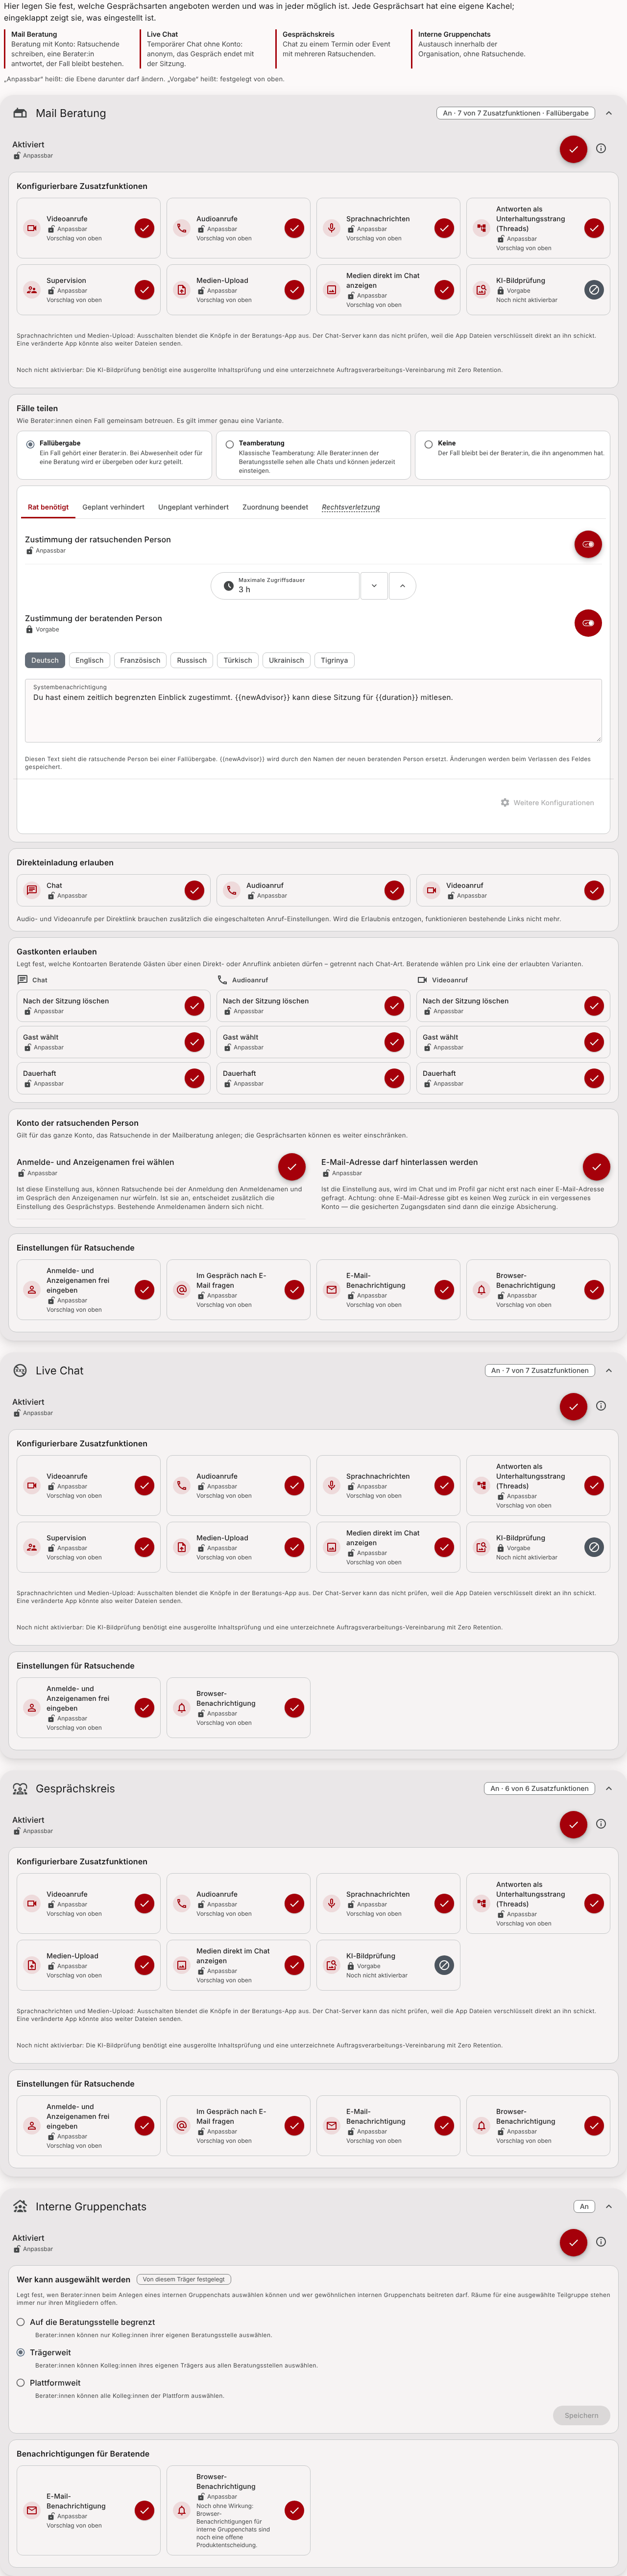 Hier legen Sie fest, welche Gesprächsarten angeboten werden und was in jeder möglich ist. Jede Gesprächsart hat eine eigene Kachel;
eingeklappt zeigt sie, was eingestellt ist.
Mail Beratung
Beratung mit Konto: Ratsuchende
schreiben, eine Berater:in
antwortet, der Fall bleibt bestehen.
Live Chat
Temporärer Chat ohne Konto:
anonym, das Gespräch endet mit
der Sitzung.
Gesprächskreis
Chat zu einem Termin oder Event
mit mehreren Ratsuchenden.
Interne Gruppenchats
Austausch innerhalb der
Organisation, ohne Ratsuchende.
„Anpassbar“ heißt: die Ebene darunter darf ändern. „Vorgabe“ heißt: festgelegt von oben.
Mail Beratung
An · 7 von 7 Zusatzfunktionen · Fallübergabe
Aktiviert
Anpassbar
Konfigurierbare Zusatzfunktionen
Videoanrufe
Anpassbar
Vorschlag von oben
Audioanrufe
Anpassbar
Vorschlag von oben
Sprachnachrichten
Anpassbar
Vorschlag von oben
Antworten als
Unterhaltungsstrang
(Threads)
Anpassbar
Vorschlag von oben
Supervision
Anpassbar
Vorschlag von oben
Medien-Upload
Anpassbar
Vorschlag von oben
Medien direkt im Chat
anzeigen
Anpassbar
Vorschlag von oben
KI-Bildprüfung
Vorgabe
Noch nicht aktivierbar
Sprachnachrichten und Medien-Upload: Ausschalten blendet die Knöpfe in der Beratungs-App aus. Der Chat-Server kann das nicht prüfen, weil die App Dateien verschlüsselt direkt an ihn schickt.
Eine veränderte App könnte also weiter Dateien senden.
Noch nicht aktivierbar: Die KI-Bildprüfung benötigt eine ausgerollte Inhaltsprüfung und eine unterzeichnete Auftragsverarbeitungs-Vereinbarung mit Zero Retention.
Fälle teilen
Wie Berater:innen einen Fall gemeinsam betreuen. Es gilt immer genau eine Variante.
Fallübergabe
Ein Fall gehört einer Berater:in. Bei Abwesenheit oder für
eine Beratung wird er übergeben oder kurz geteilt.
Teamberatung
Klassische Teamberatung: Alle Berater:innen der
Beratungsstelle sehen alle Chats und können jederzeit
einsteigen.
Keine
Der Fall bleibt bei der Berater:in, die ihn angenommen hat.
Rat benötigt
Geplant verhindert
Ungeplant verhindert
Zuordnung beendet
Rechtsverletzung
Zustimmung der ratsuchenden Person
Anpassbar
Maximale Zugriffsdauer
3 h
Zustimmung der beratenden Person
Vorgabe
Deutsch
Englisch
Französisch
Russisch
Türkisch
Ukrainisch
Tigrinya
Systembenachrichtigung
Du hast einem zeitlich begrenzten Einblick zugestimmt. {{newAdvisor}} kann diese Sitzung für {{duration}} mitlesen.
Diesen Text sieht die ratsuchende Person bei einer Fallübergabe. {{newAdvisor}} wird durch den Namen der neuen beratenden Person ersetzt. Änderungen werden beim Verlassen des Feldes
gespeichert.
Weitere Konfigurationen
Direkteinladung erlauben
Chat
Anpassbar
Audioanruf
Anpassbar
Videoanruf
Anpassbar
Audio- und Videoanrufe per Direktlink brauchen zusätzlich die eingeschalteten Anruf-Einstellungen. Wird die Erlaubnis entzogen, funktionieren bestehende Links nicht mehr.
Gastkonten erlauben
Legt fest, welche Kontoarten Beratende Gästen über einen Direkt- oder Anruflink anbieten dürfen – getrennt nach Chat-Art. Beratende wählen pro Link eine der erlaubten Varianten.
Chat
Audioanruf
Videoanruf
Nach der Sitzung löschen
Anpassbar
Nach der Sitzung löschen
Anpassbar
Nach der Sitzung löschen
Anpassbar
Gast wählt
Anpassbar
Gast wählt
Anpassbar
Gast wählt
Anpassbar
Dauerhaft
Anpassbar
Dauerhaft
Anpassbar
Dauerhaft
Anpassbar
Konto der ratsuchenden Person
Gilt für das ganze Konto, das Ratsuchende in der Mailberatung anlegen; die Gesprächsarten können es weiter einschränken.
Anmelde- und Anzeigenamen frei wählen
Anpassbar
Ist diese Einstellung aus, können Ratsuchende bei der Anmeldung den Anmeldenamen und
im Gespräch den Anzeigenamen nur würfeln. Ist sie an, entscheidet zusätzlich die
Einstellung des Gesprächstyps. Bestehende Anmeldenamen ändern sich nicht.
E-Mail-Adresse darf hinterlassen werden
Anpassbar
Ist die Einstellung aus, wird im Chat und im Profil gar nicht erst nach einer E-Mail-Adresse
gefragt. Achtung: ohne E-Mail-Adresse gibt es keinen Weg zurück in ein vergessenes
Konto — die gesicherten Zugangsdaten sind dann die einzige Absicherung.
Einstellungen für Ratsuchende
Anmelde- und
Anzeigenamen frei
eingeben
Anpassbar
Vorschlag von oben
Im Gespräch nach E-
Mail fragen
Anpassbar
Vorschlag von oben
E-Mail-
Benachrichtigung
Anpassbar
Vorschlag von oben
Browser-
Benachrichtigung
Anpassbar
Vorschlag von oben
Live Chat
An · 7 von 7 Zusatzfunktionen
Aktiviert
Anpassbar
Konfigurierbare Zusatzfunktionen
Videoanrufe
Anpassbar
Vorschlag von oben
Audioanrufe
Anpassbar
Vorschlag von oben
Sprachnachrichten
Anpassbar
Vorschlag von oben
Antworten als
Unterhaltungsstrang
(Threads)
Anpassbar
Vorschlag von oben
Supervision
Anpassbar
Vorschlag von oben
Medien-Upload
Anpassbar
Vorschlag von oben
Medien direkt im Chat
anzeigen
Anpassbar
Vorschlag von oben
KI-Bildprüfung
Vorgabe
Noch nicht aktivierbar
Sprachnachrichten und Medien-Upload: Ausschalten blendet die Knöpfe in der Beratungs-App aus. Der Chat-Server kann das nicht prüfen, weil die App Dateien verschlüsselt direkt an ihn schickt.
Eine veränderte App könnte also weiter Dateien senden.
Noch nicht aktivierbar: Die KI-Bildprüfung benötigt eine ausgerollte Inhaltsprüfung und eine unterzeichnete Auftragsverarbeitungs-Vereinbarung mit Zero Retention.
Einstellungen für Ratsuchende
Anmelde- und
Anzeigenamen frei
eingeben
Anpassbar
Vorschlag von oben
Browser-
Benachrichtigung
Anpassbar
Vorschlag von oben
Gesprächskreis
An · 6 von 6 Zusatzfunktionen
Aktiviert
Anpassbar
Konfigurierbare Zusatzfunktionen
Videoanrufe
Anpassbar
Vorschlag von oben
Audioanrufe
Anpassbar
Vorschlag von oben
Sprachnachrichten
Anpassbar
Vorschlag von oben
Antworten als
Unterhaltungsstrang
(Threads)
Anpassbar
Vorschlag von oben
Medien-Upload
Anpassbar
Vorschlag von oben
Medien direkt im Chat
anzeigen
Anpassbar
Vorschlag von oben
KI-Bildprüfung
Vorgabe
Noch nicht aktivierbar
Sprachnachrichten und Medien-Upload: Ausschalten blendet die Knöpfe in der Beratungs-App aus. Der Chat-Server kann das nicht prüfen, weil die App Dateien verschlüsselt direkt an ihn schickt.
Eine veränderte App könnte also weiter Dateien senden.
Noch nicht aktivierbar: Die KI-Bildprüfung benötigt eine ausgerollte Inhaltsprüfung und eine unterzeichnete Auftragsverarbeitungs-Vereinbarung mit Zero Retention.
Einstellungen für Ratsuchende
Anmelde- und
Anzeigenamen frei
eingeben
Anpassbar
Vorschlag von oben
Im Gespräch nach E-
Mail fragen
Anpassbar
Vorschlag von oben
E-Mail-
Benachrichtigung
Anpassbar
Vorschlag von oben
Browser-
Benachrichtigung
Anpassbar
Vorschlag von oben
Interne Gruppenchats
An
Aktiviert
Anpassbar
Wer kann ausgewählt werden
Von diesem Träger festgelegt
Legt fest, wen Berater:innen beim Anlegen eines internen Gruppenchats auswählen können und wer gewöhnlichen internen Gruppenchats beitreten darf. Räume für eine ausgewählte Teilgruppe stehen
immer nur ihren Mitgliedern offen.
Auf die Beratungsstelle begrenzt
Berater:innen können nur Kolleg:innen ihrer eigenen Beratungsstelle auswählen.
Trägerweit
Berater:innen können Kolleg:innen ihres eigenen Trägers aus allen Beratungsstellen auswählen.
Plattformweit
Berater:innen können alle Kolleg:innen der Plattform auswählen.
Speichern
Benachrichtigungen für Beratende
E-Mail-
Benachrichtigung
Anpassbar
Vorschlag von oben
Browser-
Benachrichtigung
Anpassbar
Noch ohne Wirkung:
Browser-
Benachrichtigungen für
interne Gruppenchats sind
noch eine offene
Produktentscheidung.